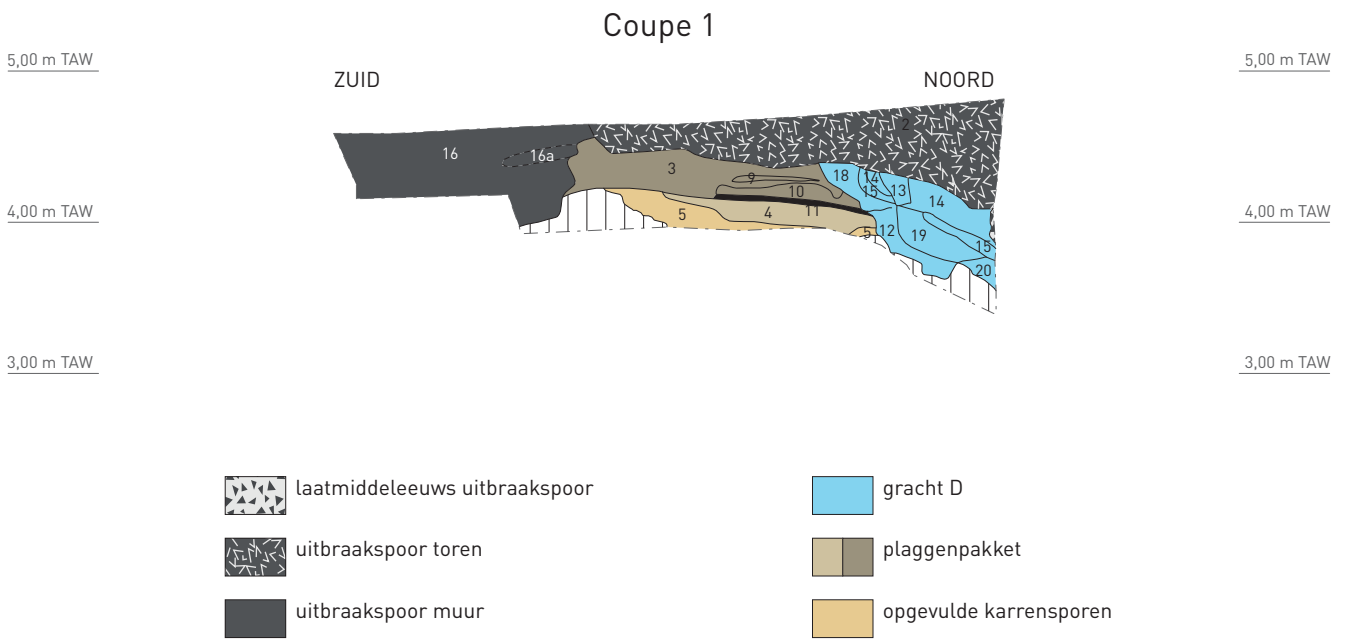 Coupe 1
5,00 m TAW
5,00 m TAW
ZUID
NOORD
2
16
16a
3
18
14
9
15
13
10
14
5
4
11
5
12
19
15
20
4,00 m TAW
4,00 m TAW
3,00 m TAW
3,00 m TAW
laatmiddeleeuws uitbraakspoor
gracht D
uitbraakspoor toren
plaggenpakket
uitbraakspoor muur
opgevulde karrensporen